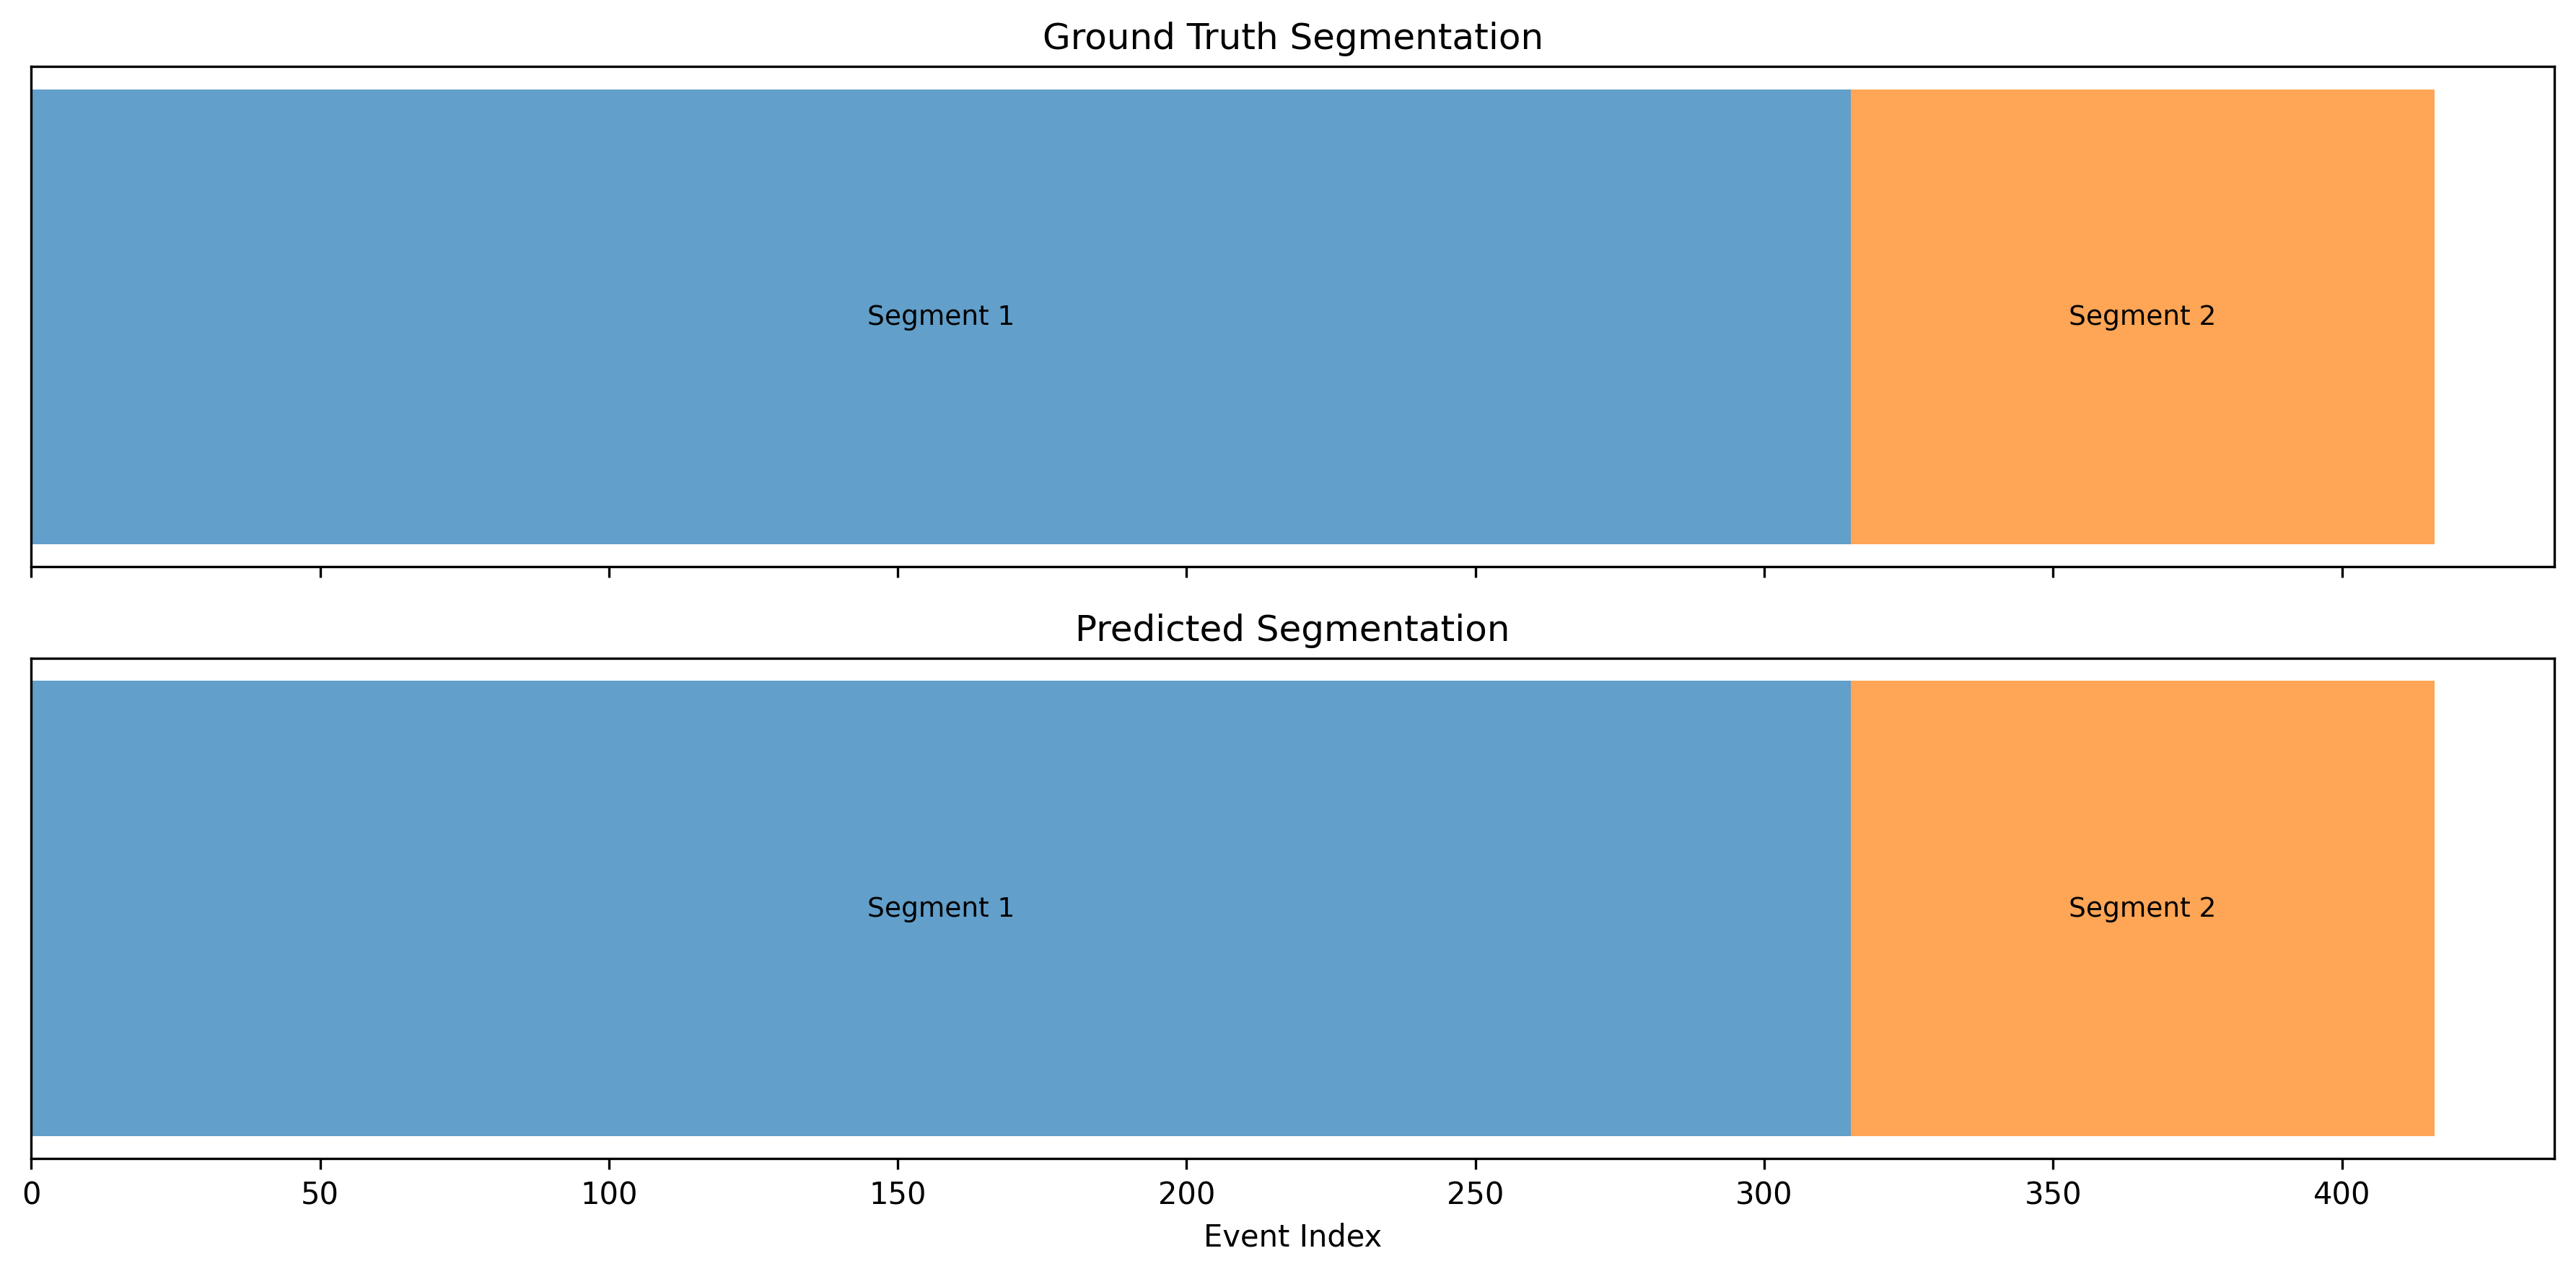 Ground Truth Segmentation
Segment 1 Segment 2
Predicted Segmentation
Segment 1 Segment 2
0 50 100 150 200 250 300 350 400
Event Index